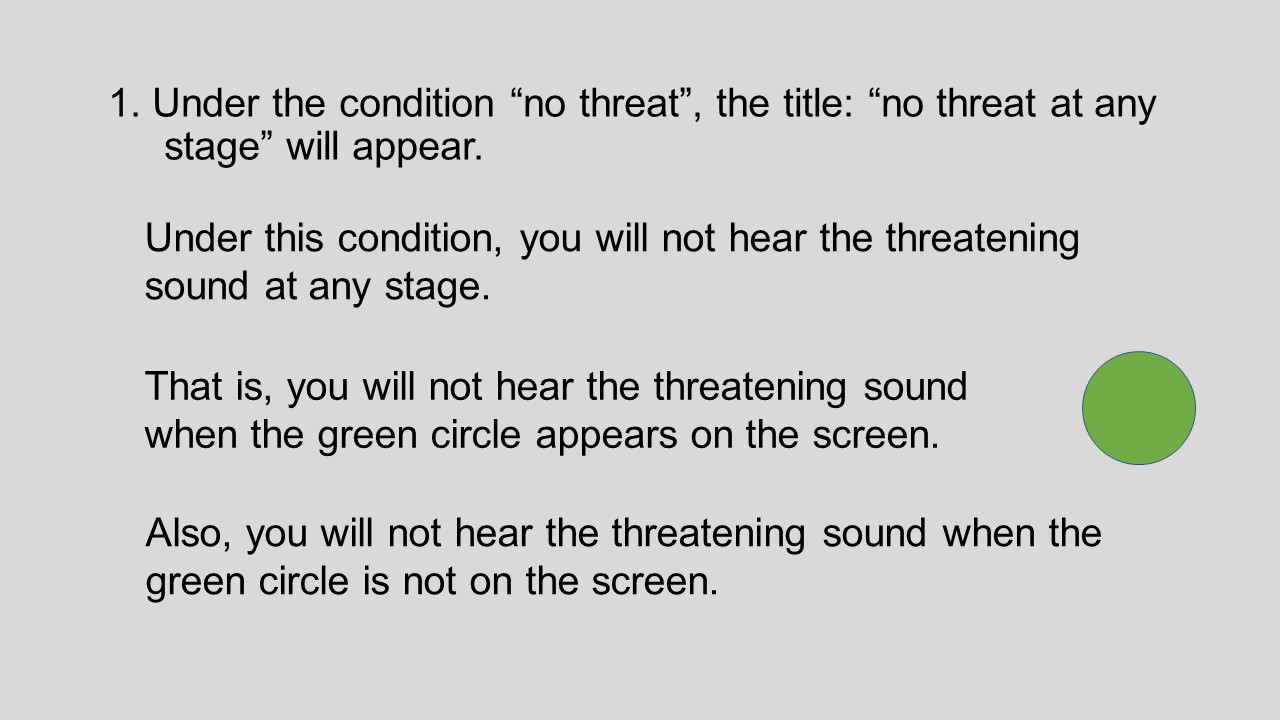 1. Under the condition “no threat”, the title: “no threat at any
stage” will appear.
Under this condition, you will not hear the threatening
sound at any stage.
That is, you will not hear the threatening sound
when the green circle appears on the screen.
Also, you will not hear the threatening sound when the
green circle is not on the screen.